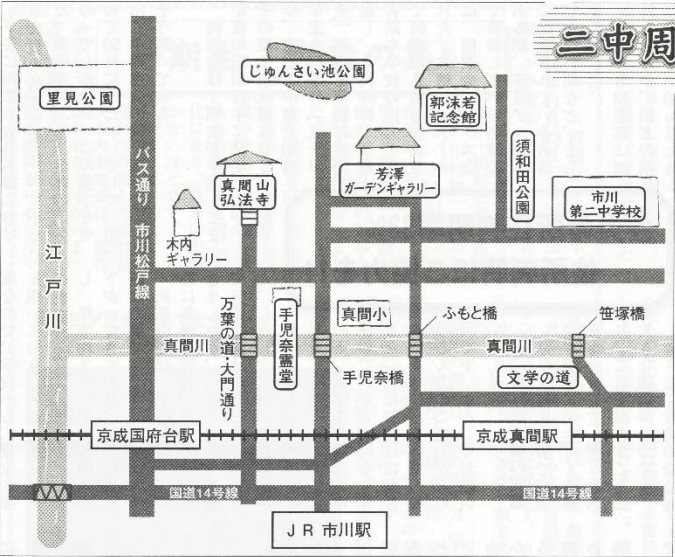 二中周
じゅんさい池公園
里見公園
郭沫若
記念館
須和田公園
芳澤
ガーデンギャラリー
真間山
弘法寺
市川
第二中学校
バス通り 市川松戸線
木内
ギャラリー
江戸川
万葉の道・大門通り
手児奈霊堂
真間小
ふもと橋
笹塚橋
真間川
真間川
手児奈橋
文学の道
京成国府台駅
京成真間駅
国道14号線
国道14号線
JR 市川駅